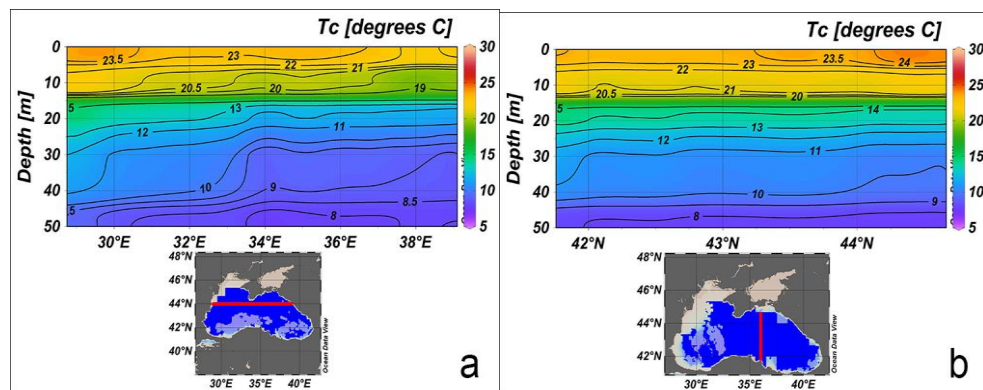 Tc [degrees C]
0
10
20
30
40
50
Depth [m]
23.5
23
22
21
20.5
20
19
5
13
12
11
10
9
8.5
5
8
30
25
20
15
10
5
30°E
32°E
34°E
36°E
38°E
48°N
46°N
44°N
42°N
40°N
30°E
35°E
40°E
Ocean Data View
a
Tc [degrees C]
0
10
20
30
40
50
Depth [m]
23
23.5
24
22
21
20.5
20
5
14
13
12
11
10
9
8
30
25
20
15
10
5
42°N
43°N
44°N
48°N
46°N
44°N
42°N
30°E
35°E
40°E
Ocean Data View
b